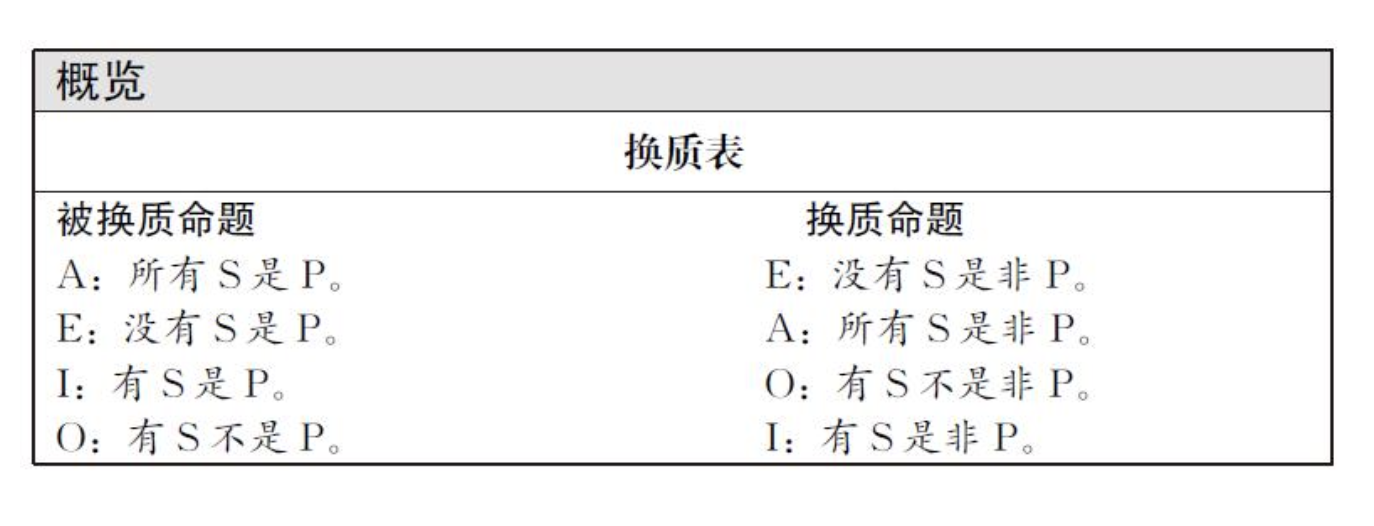 概览
换质表
被换质命题 换质命题
A：所有 S 是 P。 E：没有 S 是非 P。
E：没有 S 是 P。 A：所有 S 是非 P。
I：有 S 是 P。 O：有 S 不是非 P。
O：有 S 不是 P。 I：有 S 是非 P。